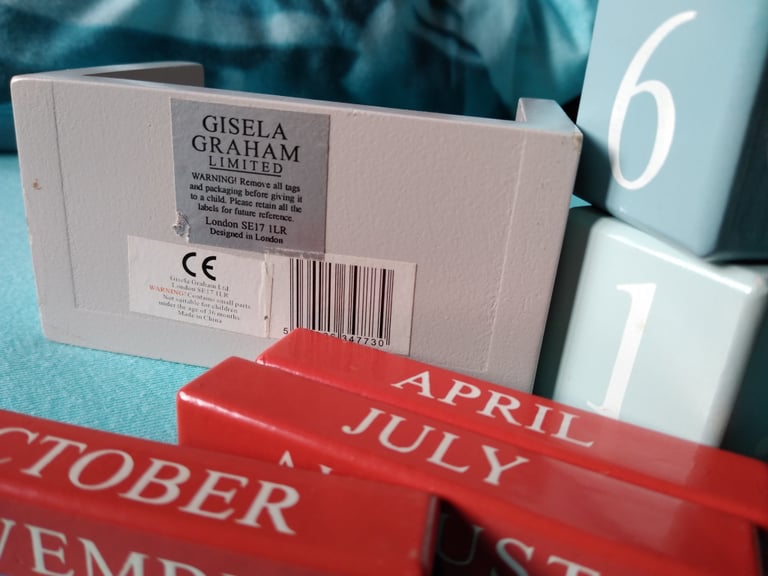 GISELA
GRAHAM
LIMITED
WARNING! Remove all tags
and packaging before giving it
to a child. Please retain all the
labels for future reference.
London SE17 1LR
Designed in London
CE
Gisela Graham Ltd
London SE17 1LR
WARNING! Contains small parts.
Not suitable for children
under the age of 36 months.
Made in China
347730
6
1
APRIL
JULY
CTOBER
UST
VEMB